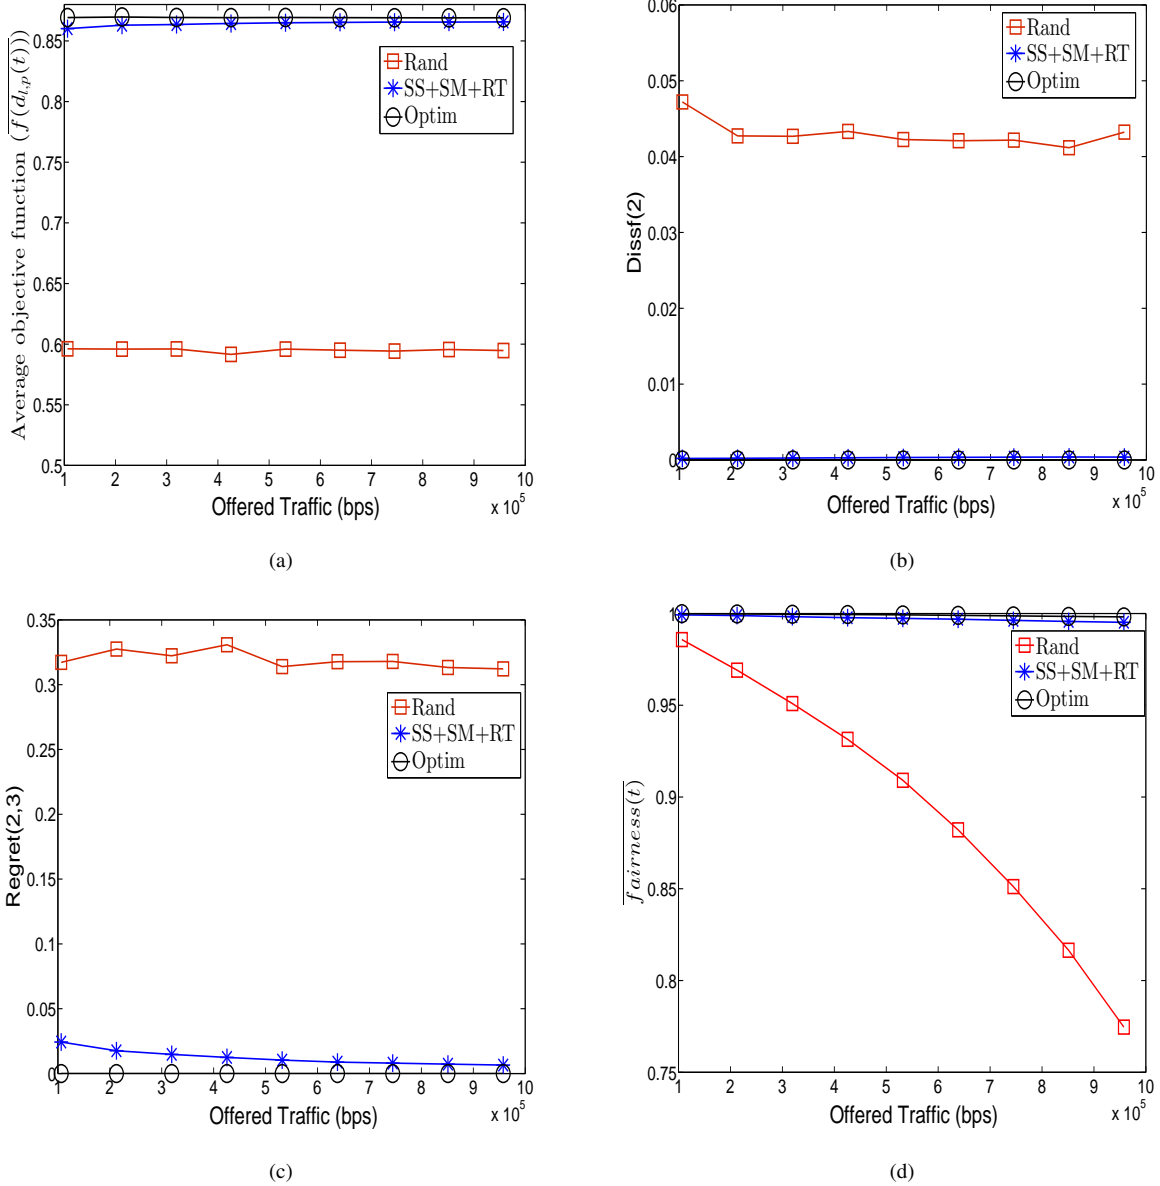 Average objective function (f(d_{l,p}(t)))
0.85
0.8
0.75
0.7
0.65
0.6
0.55
0.5
Rand
SS+SM+RT
Optim
1 2 3 4 5 6 7 8 9 10
Offered Traffic (bps)
x 10^5
(a)
Dissf(2)
0.06
0.05
0.04
0.03
0.02
0.01
0
Rand
SS+SM+RT
Optim
1 2 3 4 5 6 7 8 9 10
Offered Traffic (bps)
x 10^5
(b)
Regret(2,3)
0.35
0.3
0.25
0.2
0.15
0.1
0.05
0
Rand
SS+SM+RT
Optim
1 2 3 4 5 6 7 8 9 10
Offered Traffic (bps)
x 10^5
(c)
fairness(t)
1
0.95
0.9
0.85
0.8
0.75
Rand
SS+SM+RT
Optim
1 2 3 4 5 6 7 8 9 10
Offered Traffic (bps)
x 10^5
(d)